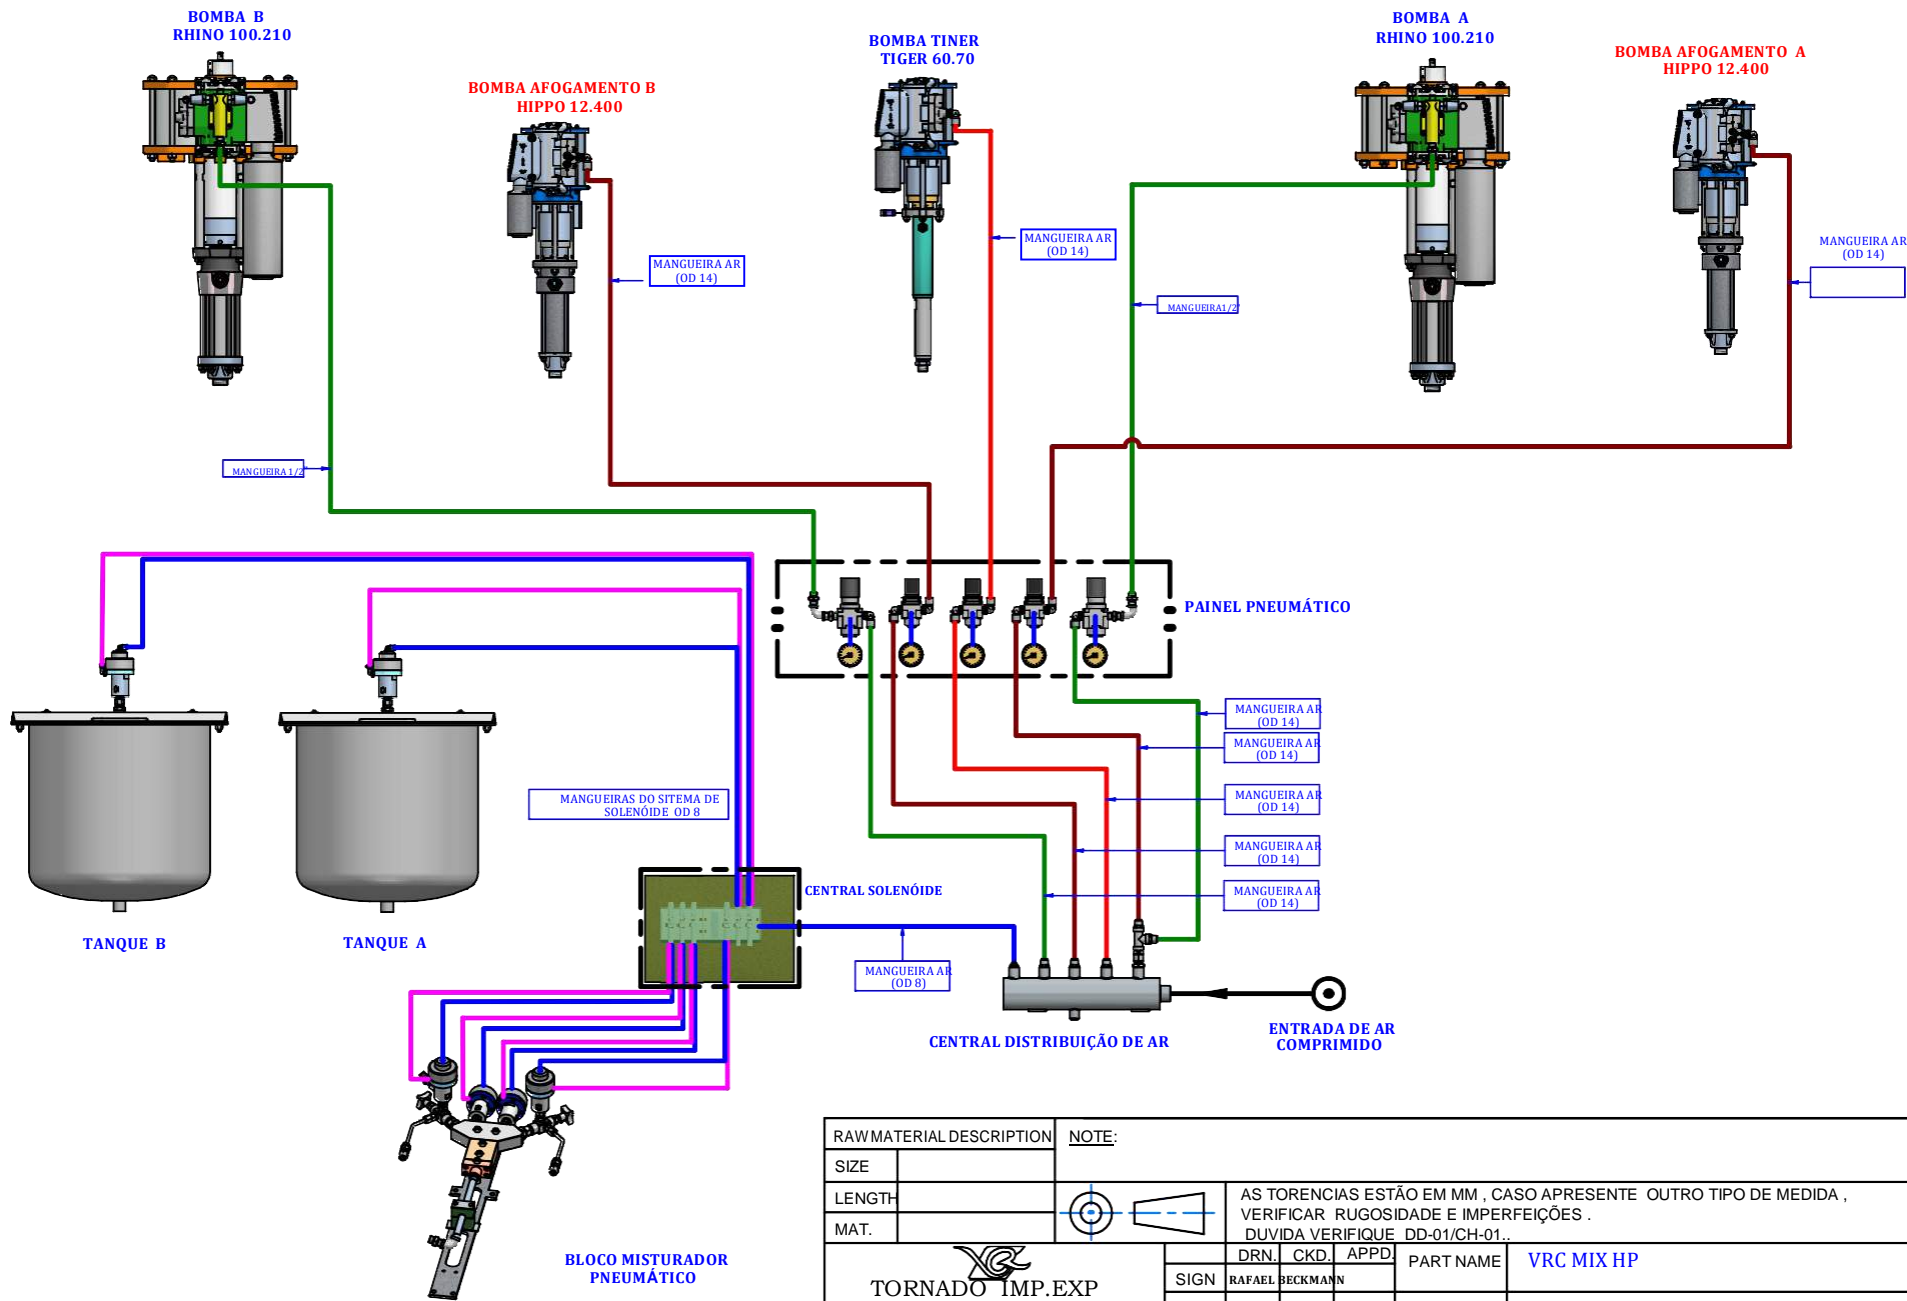 BOMBA B
RHINO 100.210
BOMBA AFOGAMENTO B
HIPPO 12.400
BOMBA TINER
TIGER 60.70
BOMBA A
RHINO 100.210
BOMBA AFOGAMENTO A
HIPPO 12.400
MANGUEIRA AR
(OD 14)
MANGUEIRA AR
(OD 14)
MANGUEIRA AR
(OD 14)
MANGUEIRA1/2"
MANGUEIRA 1/2"
PAINEL PNEUMÁTICO
MANGUEIRA AR
(OD 14)
MANGUEIRA AR
(OD 14)
MANGUEIRA AR
(OD 14)
MANGUEIRA AR
(OD 14)
MANGUEIRA AR
(OD 14)
MANGUEIRAS DO SITEMA DE
SOLENÓIDE OD 8
CENTRAL SOLENÓIDE
TANQUE B
TANQUE A
MANGUEIRA AR
(OD 8)
CENTRAL DISTRIBUIÇÃO DE AR
ENTRADA DE AR
COMPRIMIDO
BLOCO MISTURADOR
PNEUMÁTICO
RAW MATERIAL DESCRIPTION
NOTE:
SIZE
LENGTH
MAT.
AS TORENCIAS ESTÃO EM MM , CASO APRESENTE OUTRO TIPO DE MEDIDA ,
VERIFICAR RUGOSIDADE E IMPERFEIÇÕES .
DUVIDA VERIFIQUE DD-01/CH-01..
TORNADO IMP.EXP
DRN. CKD. APPD.
SIGN RAFAEL BECKMANN
PART NAME VRC MIX HP